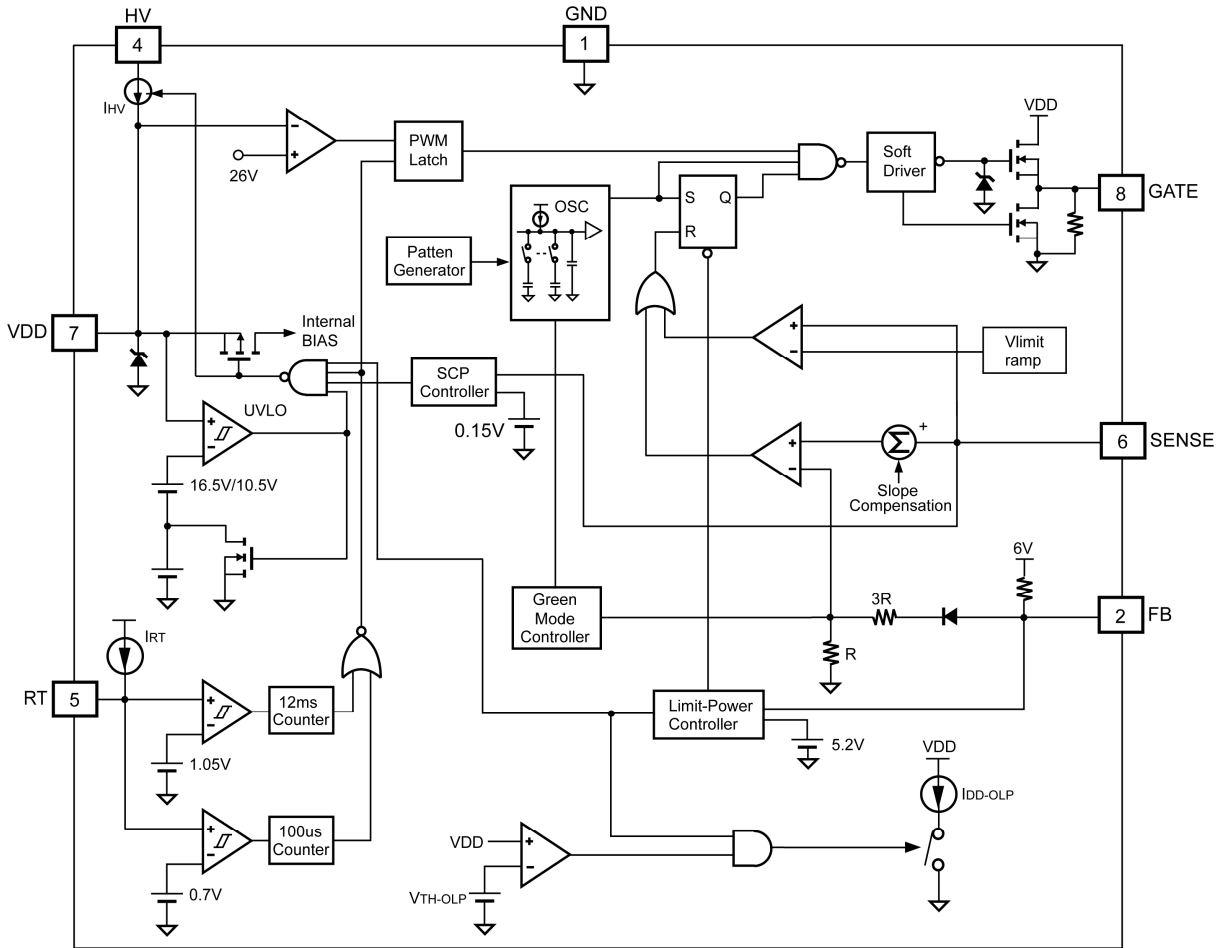 HV
4
GND
1
IHV
26V
PWM
Latch
Soft
Driver
VDD
8
GATE
OSC
S
Q
R
Patten
Generator
VDD
7
Internal
BIAS
Vlimit
ramp
SCP
Controller
0.15V
UVLO
16.5V/10.5V
+
Σ
Slope
Compensation
6
SENSE
6V
Green
Mode
Controller
3R
R
2
FB
IRT
RT
5
12ms
Counter
1.05V
Limit-Power
Controller
5.2V
VDD
IDD-OLP
100us
Counter
0.7V
VDD
VTH-OLP